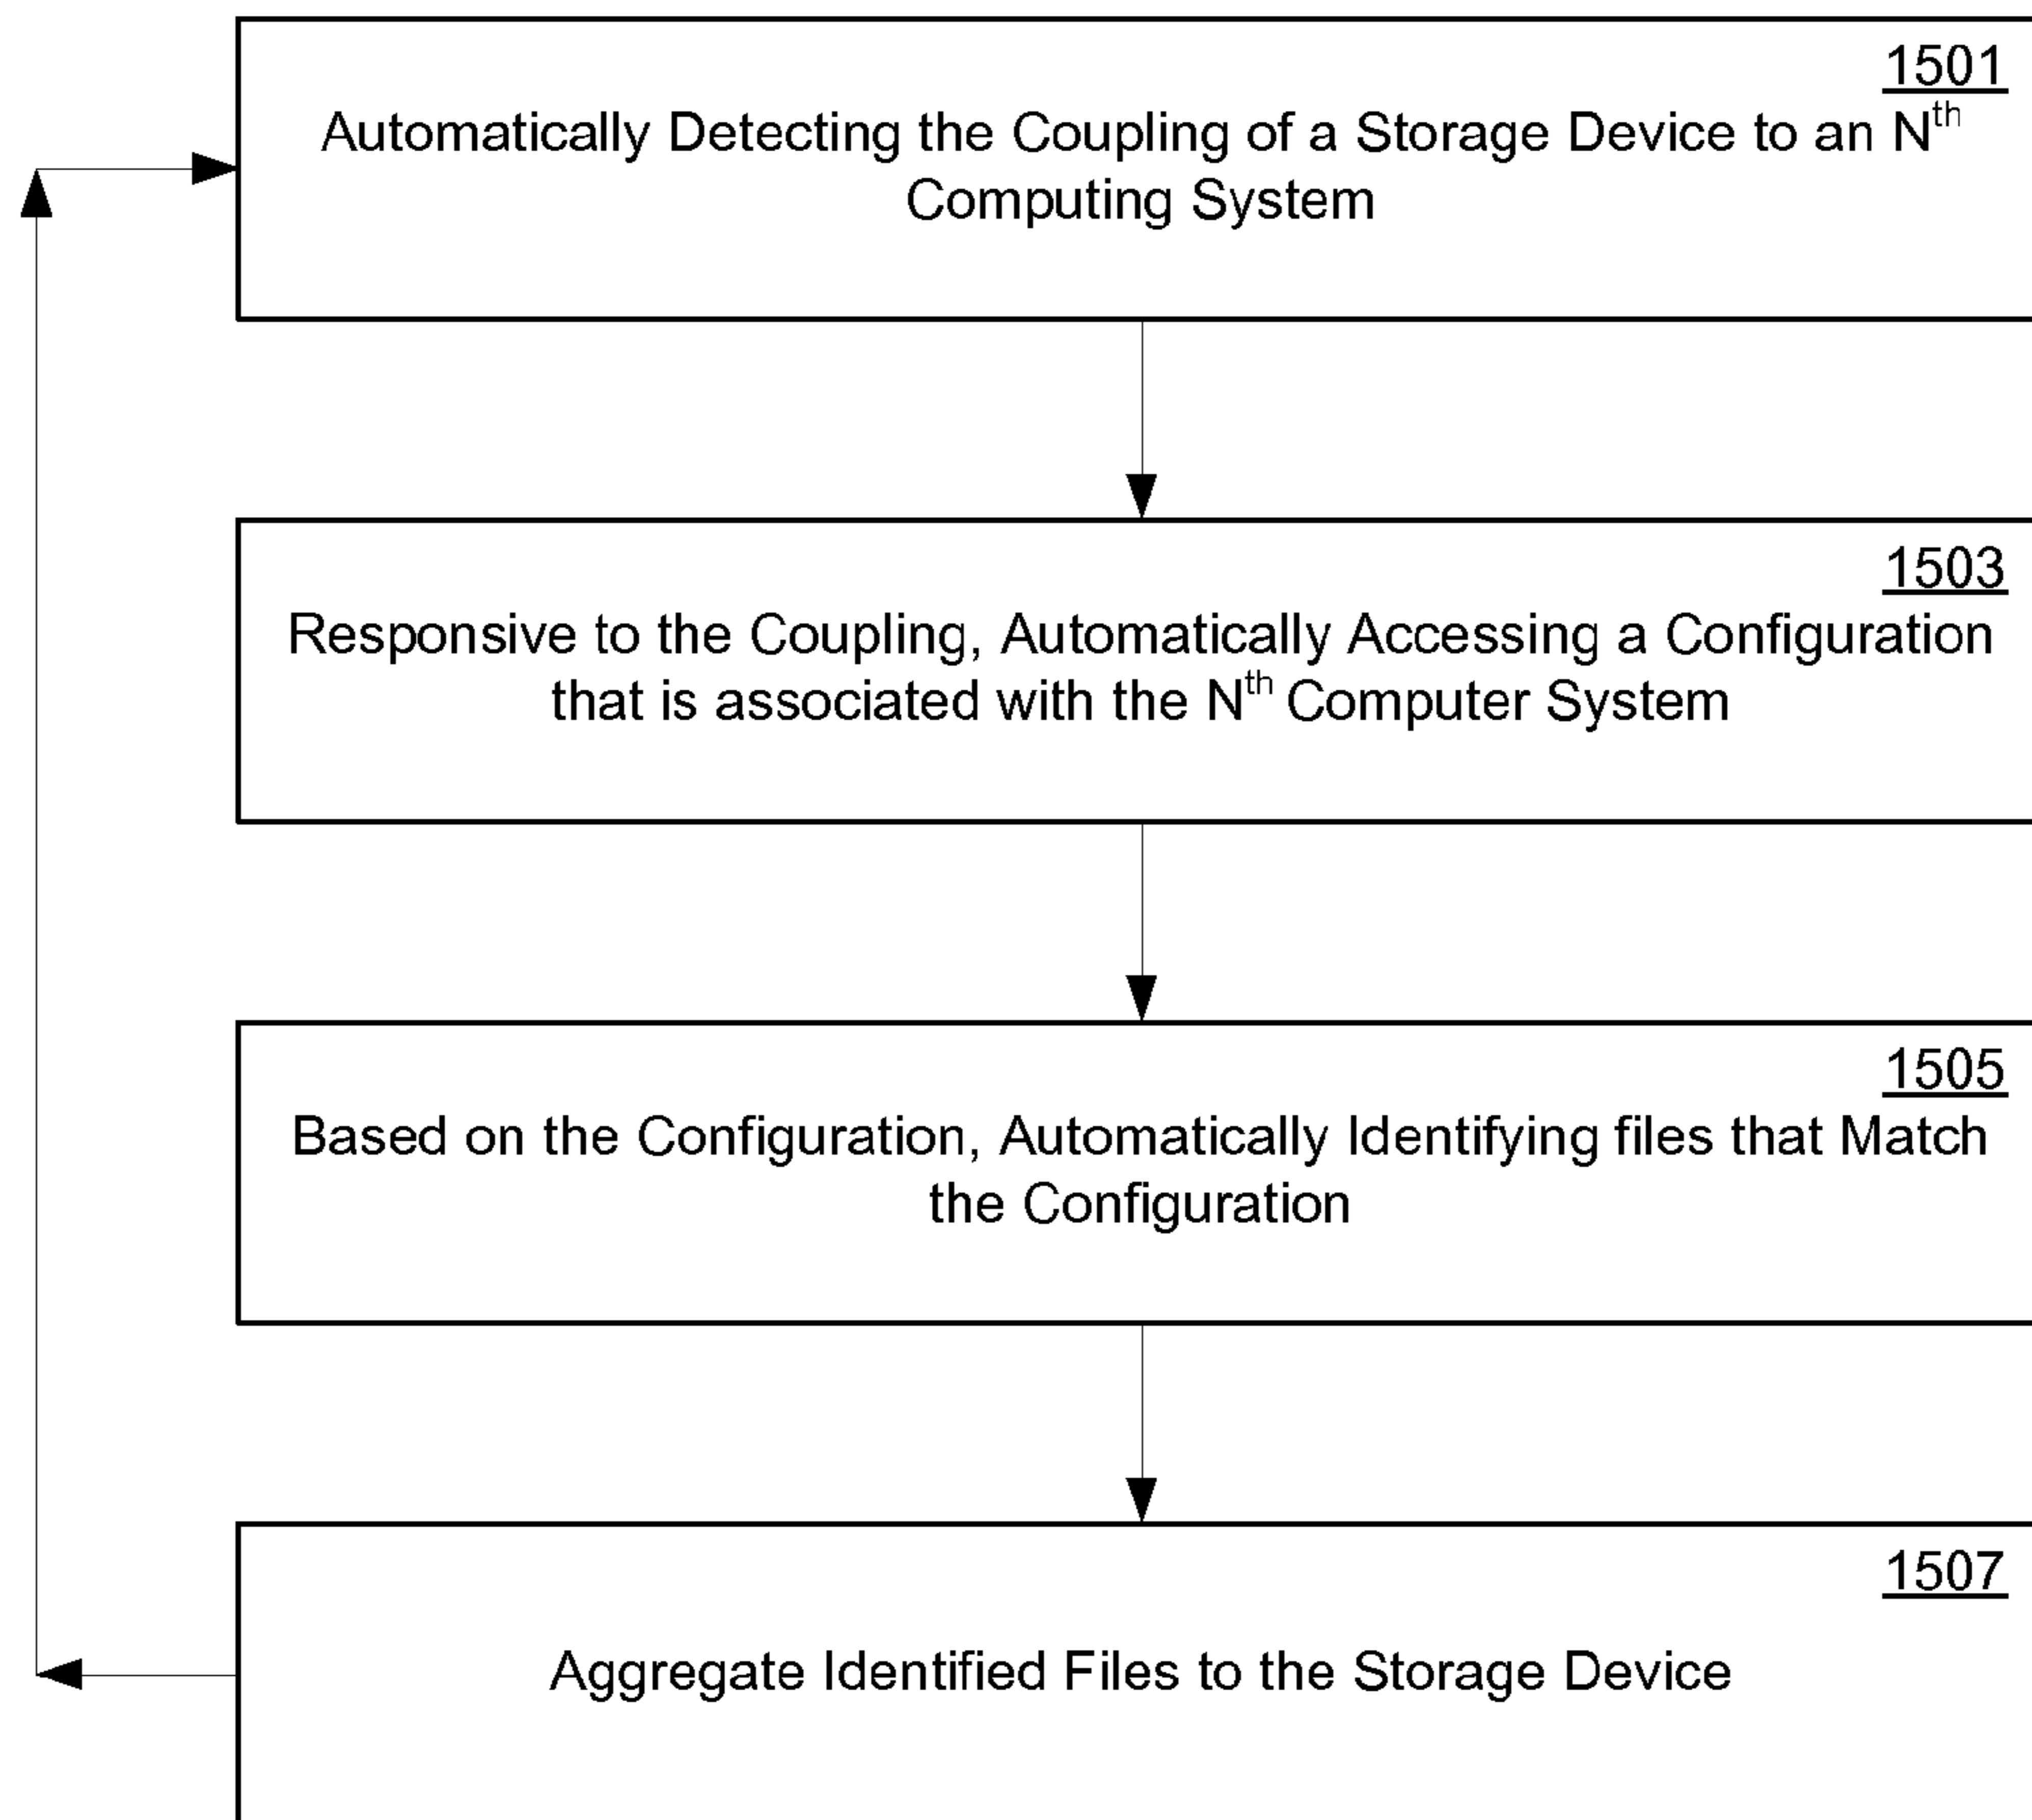 1501
Automatically Detecting the Coupling of a Storage Device to an Nth
Computing System
1503
Responsive to the Coupling, Automatically Accessing a Configuration
that is associated with the Nth Computer System
1505
Based on the Configuration, Automatically Identifying files that Match
the Configuration
1507
Aggregate Identified Files to the Storage Device